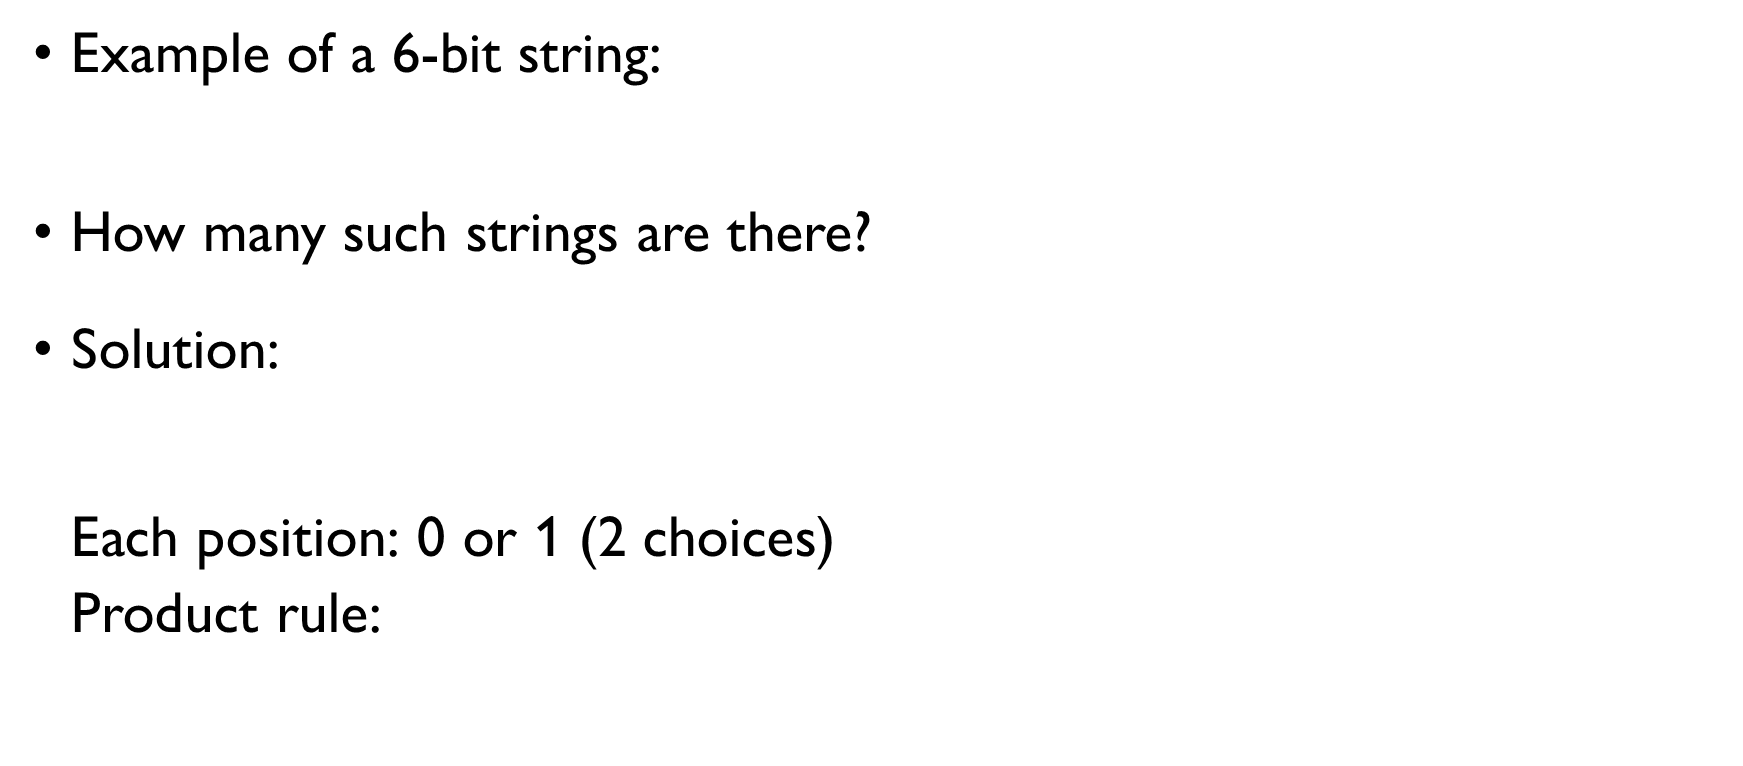 • Example of a 6-bit string:
• How many such strings are there?
• Solution:
Each position: 0 or 1 (2 choices)
Product rule: